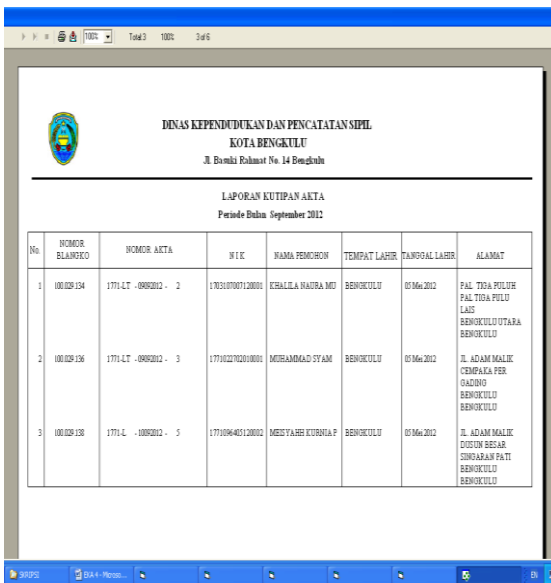 100%
Total:3 100% 3 of 6
DINAS KEPENDUDUKAN DAN PENCATATAN SIPIL
KOTA BENGKULU
Jl. Basuki Rahmat No. 14 Bengkulu
LAPORAN KUTIPAN AKTA
Periode Bulan September 2012
No. NOMOR BLANGKO NOMOR AKTA N I K NAMA PEMOHON TEMPAT LAHIR TANGGAL LAHIR ALAMAT
1 100.029.134 1771-LT -09092012 - 2 1703107007120001 KHALILA NAURA MU BENGKULU 05 Mei 2012 PAL TIGA PULUH
PAL TIGA PULU
LAIS
BENGKULU UTARA
BENGKULU
2 100.029.136 1771-LT -09092012 - 3 1771022702010001 MUHAMMAD SYAM BENGKULU 05 Mei 2012 JL. ADAM MALIK
CEMPAKA PER
GADING
BENGKULU
BENGKULU
3 100.029.138 1771-L -10092012 - 5 1771096405120002 MEISYAHH KURNIA P BENGKULU 05 Mei 2012 JL. ADAM MALIK
DUSUN BESAR
SINGARAN PATI
BENGKULU
BENGKULU
SKRIPSI EKA 4 - Microso... EN